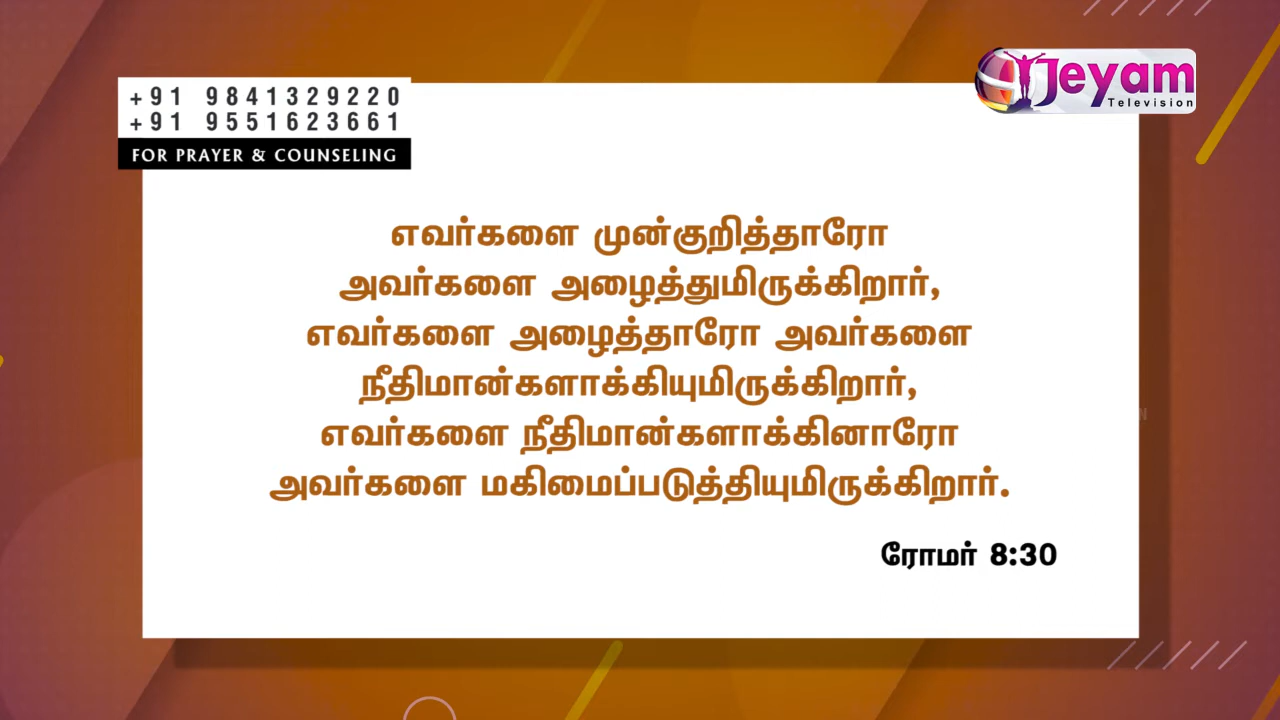 +91 9841329220
+91 9551623661
FOR PRAYER & COUNSELING
Jeyam
Television
எவர்களை முன்குறித்தாரோ
அவர்களை அழைத்துமிருக்கிறார்,
எவர்களை அழைத்தாரோ அவர்களை
நீதிமான்களாக்கியுமிருக்கிறார்,
எவர்களை நீதிமான்களாக்கினாரோ
அவர்களை மகிமைப்படுத்தியுமிருக்கிறார்.
ரோமர் 8:30